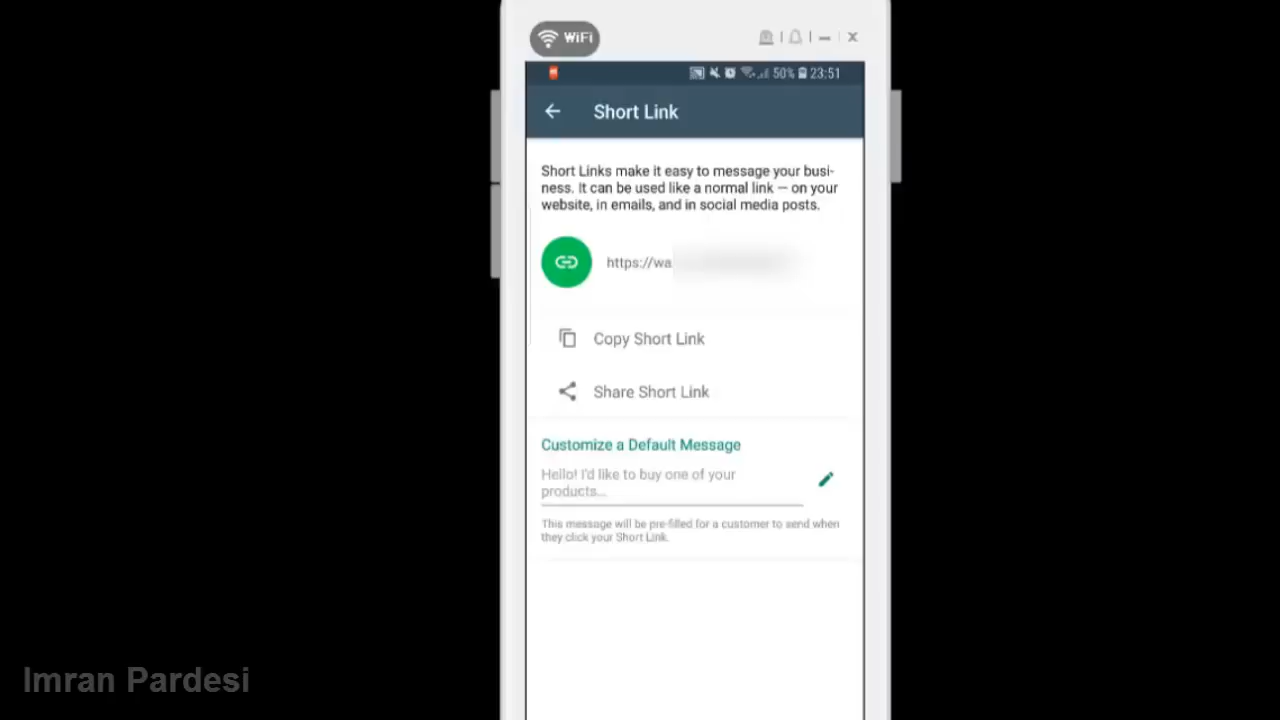 WiFi
50% 23:51
Short Link
Short Links make it easy to message your busi-
ness. It can be used like a normal link — on your
website, in emails, and in social media posts.
https://wa
Copy Short Link
Share Short Link
Customize a Default Message
Hello! I'd like to buy one of your
products...
This message will be pre-filled for a customer to send when
they click your Short Link.
Imran Pardesi